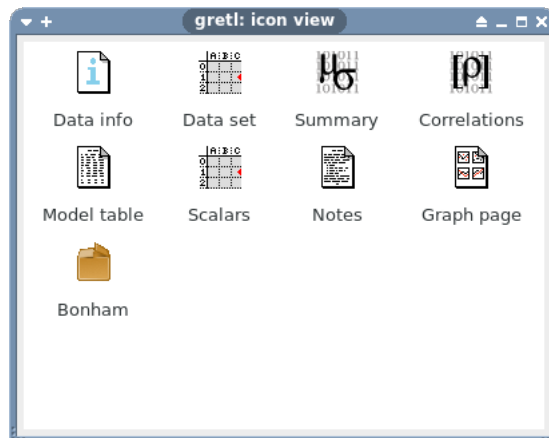 gretl: icon view
Data info
Data set
Summary
Correlations
Model table
Scalars
Notes
Graph page
Bonham